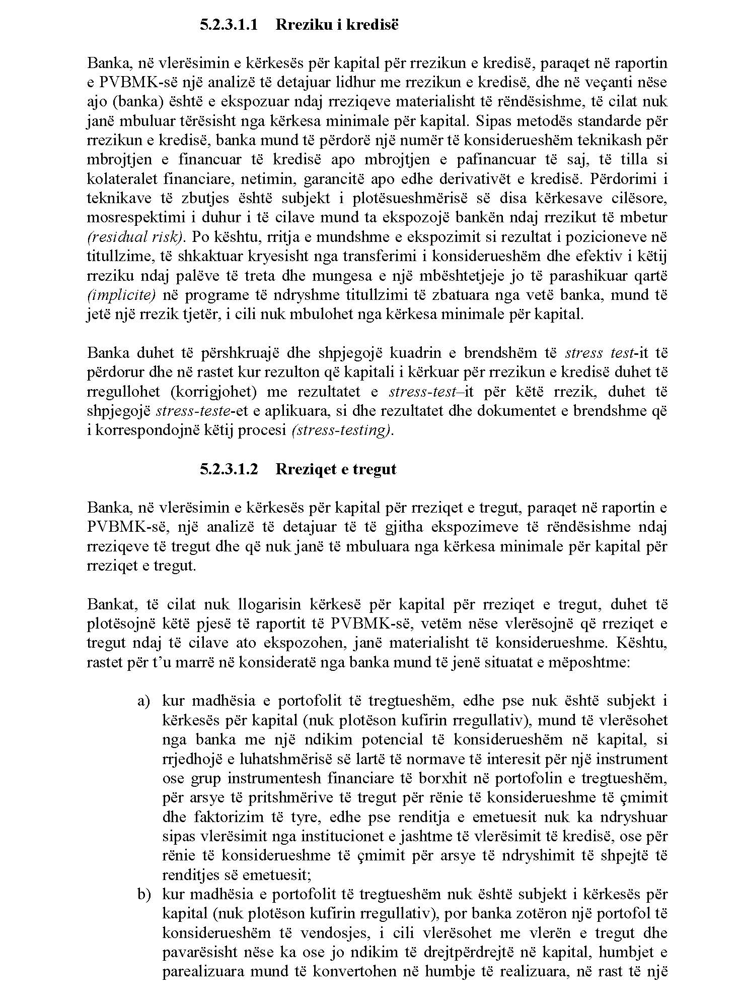 5.2.3.1.1 Rreziku i kredisë
Banka, në vlerësimin e kërkesës për kapital për rrezikun e kredisë, paraqet në raportin
e PVBMK-së një analizë të detajuar lidhur me rrezikun e kredisë, dhe në veçanti nëse
ajo (banka) është e ekspozuar ndaj rreziqeve materialisht të rëndësishme, të cilat nuk
janë mbuluar tërësisht nga kërkesa minimale për kapital. Sipas metodës standarde për
rrezikun e kredisë, banka mund të përdorë një numër të konsiderueshëm teknikash për
mbrojtjen e financuar të kredisë apo mbrojtjen e pafinancuar të saj, të tilla si
kolateralet financiare, netimin, garancitë apo edhe derivativët e kredisë. Përdorimi i
teknikave të zbutjes është subjekt i plotësueshmërisë së disa kërkesave cilësore,
mosrespektimi i duhur i të cilave mund ta ekspozojë bankën ndaj rrezikut të mbetur
(residual risk). Po kështu, rritja e mundshme e ekspozimit si rezultat i pozicioneve në
titullzime, të shkaktuar kryesisht nga transferimi i konsiderueshëm dhe efektiv i këtij
rreziku ndaj palëve të treta dhe mungesa e një mbështetjeje jo të parashikuar qartë
(implicite) në programe të ndryshme titullzimi të zbatuara nga vetë banka, mund të
jetë një rrezik tjetër, i cili nuk mbulohet nga kërkesa minimale për kapital.
Banka duhet të përshkruajë dhe shpjegojë kuadrin e brendshëm të stress test-it të
përdorur dhe në rastet kur rezulton që kapitali i kërkuar për rrezikun e kredisë duhet të
rregullohet (korrigjohet) me rezultatet e stress-test–it për këtë rrezik, duhet të
shpjegojë stress-teste-et e aplikuara, si dhe rezultatet dhe dokumentet e brendshme që
i korrespondojnë këtij procesi (stress-testing).
5.2.3.1.2 Rreziqet e tregut
Banka, në vlerësimin e kërkesës për kapital për rreziqet e tregut, paraqet në raportin e
PVBMK-së, një analizë të detajuar të të gjitha ekspozimeve të rëndësishme ndaj
rreziqeve të tregut dhe që nuk janë të mbuluara nga kërkesa minimale për kapital për
rreziqet e tregut.
Bankat, të cilat nuk llogarisin kërkesë për kapital për rreziqet e tregut, duhet të
plotësojnë këtë pjesë të raportit të PVBMK-së, vetëm nëse vlerësojnë që rreziqet e
tregut ndaj të cilave ato ekspozohen, janë materialisht të konsiderueshme. Kështu,
rastet për t’u marrë në konsideratë nga banka mund të jenë situatat e mëposhtme:
a) kur madhësia e portofolit të tregtueshëm, edhe pse nuk është subjekt i
kërkesës për kapital (nuk plotëson kufirin rregullativ), mund të vlerësohet
nga banka me një ndikim potencial të konsiderueshëm në kapital, si
rrjedhojë e luhatshmërisë së lartë të normave të interesit për një instrument
ose grup instrumentesh financiare të borxhit në portofolin e tregtueshëm,
për arsye të pritshmërive të tregut për rënie të konsiderueshme të çmimit
dhe faktorizim të tyre, edhe pse renditja e emetuesit nuk ka ndryshuar
sipas vlerësimit nga institucionet e jashtme të vlerësimit të kredisë, ose për
rënie të konsiderueshme të çmimit për arsye të ndryshimit të shpejtë të
renditjes së emetuesit;
b) kur madhësia e portofolit të tregtueshëm nuk është subjekt i kërkesës për
kapital (nuk plotëson kufirin rregullativ), por banka zotëron një portofol të
konsiderueshëm të vendosjes, i cili vlerësohet me vlerën e tregut dhe
pavarësisht nëse ka ose jo ndikim të drejtpërdrejtë në kapital, humbjet e
parealizuara mund të konvertohen në humbje të realizuara, në rast të një